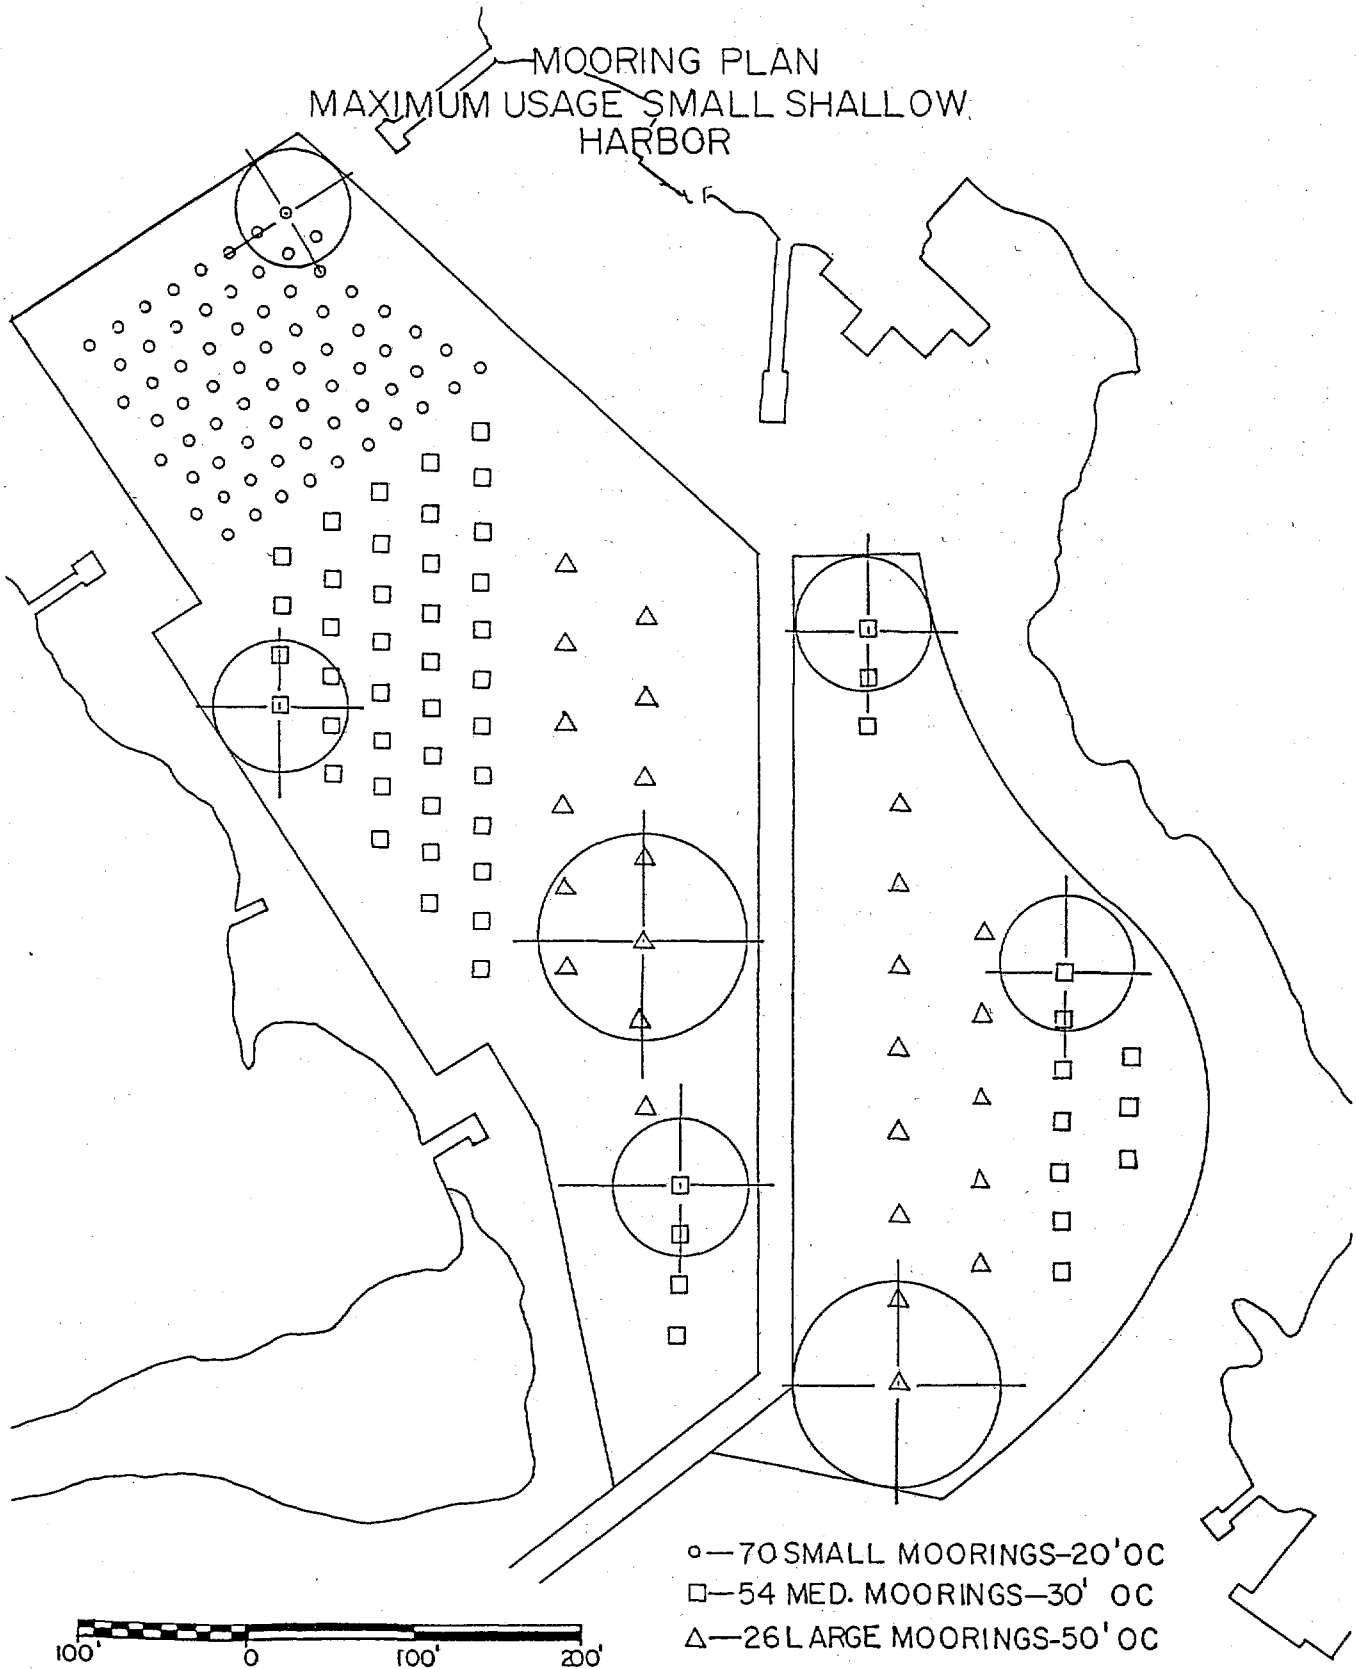 MOORING PLAN
MAXIMUM USAGE SMALL SHALLOW
HARBOR
○—70 SMALL MOORINGS-20'OC
□—54 MED. MOORINGS—30' OC
△—26 LARGE MOORINGS-50'OC
100' 0 100' 200'